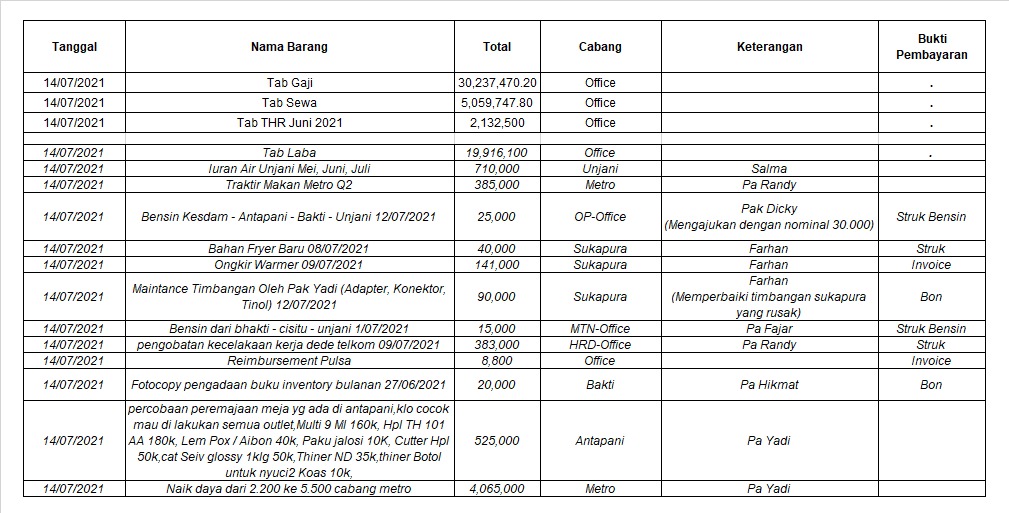 Tanggal Nama Barang Total Cabang Keterangan Bukti Pembayaran
14/07/2021 Tab Gaji 30,237,470.20 Office .
14/07/2021 Tab Sewa 5,059,747.80 Office .
14/07/2021 Tab THR Juni 2021 2,132,500 Office .
14/07/2021 Tab Laba 19,916,100 Office .
14/07/2021 Iuran Air Unjani Mei, Juni, Juli 710,000 Unjani Salma
14/07/2021 Traktir Makan Metro Q2 385,000 Metro Pa Randy
14/07/2021 Bensin Kesdam - Antapani - Bakti - Unjani 12/07/2021 25,000 OP-Office Pak Dicky
(Mengajukan dengan nominal 30.000) Struk Bensin
14/07/2021 Bahan Fryer Baru 08/07/2021 40,000 Sukapura Farhan Struk
14/07/2021 Ongkir Warmer 09/07/2021 141,000 Sukapura Farhan Invoice
14/07/2021 Maintance Timbangan Oleh Pak Yadi (Adapter, Konektor,
Tinol) 12/07/2021 90,000 Sukapura Farhan
(Memperbaiki timbangan sukapura
yang rusak) Bon
14/07/2021 Bensin dari bhakti - cisitu - unjani 1/07/2021 15,000 MTN-Office Pa Fajar Struk Bensin
14/07/2021 pengobatan kecelakaan kerja dede telkom 09/07/2021 383,000 HRD-Office Pa Randy Struk
14/07/2021 Reimbursement Pulsa 8,800 Office Invoice
14/07/2021 Fotocopy pengadaan buku inventory bulanan 27/06/2021 20,000 Bakti Pa Hikmat Bon
14/07/2021 percobaan peremajaan meja yg ada di antapani,klo cocok
mau di lakukan semua outlet,Multi 9 Ml 160k, Hpl TH 101
AA 180k, Lem Pox / Aibon 40k, Paku jalosi 10K, Cutter Hpl
50k,cat Seiv glossy 1klg 50k,Thiner ND 35k,thiner Botol
untuk nyuci2 Koas 10k, 525,000 Antapani Pa Yadi
14/07/2021 Naik daya dari 2.200 ke 5.500 cabang metro 4,065,000 Metro Pa Yadi